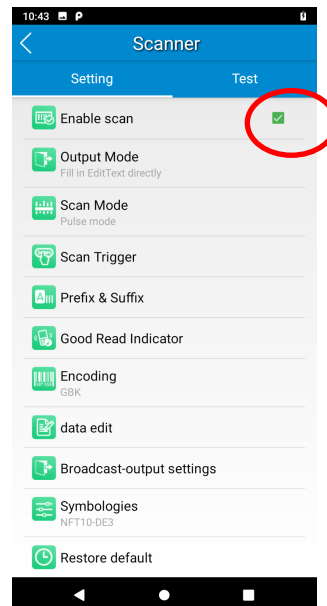 10:43
Scanner
Setting
Test
Enable scan
Output Mode
Fill in EditText directly
Scan Mode
Pulse mode
Scan Trigger
Prefix & Suffix
Good Read Indicator
Encoding
GBK
data edit
Broadcast-output settings
Symbologies
NFT10-DE3
Restore default